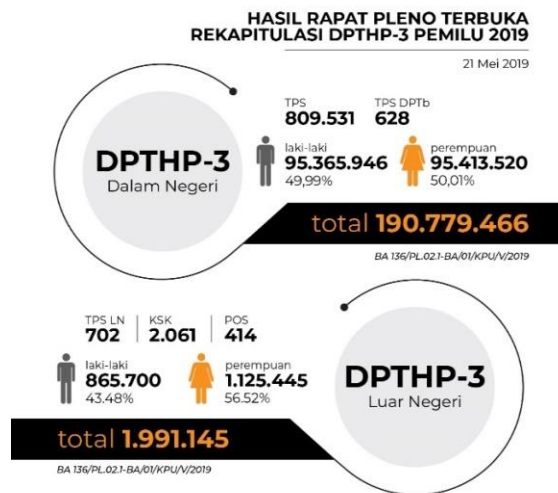 HASIL RAPAT PLENO TERBUKA
REKAPITULASI DPTHP-3 PEMILU 2019
21 Mei 2019
DPTHP-3
Dalam Negeri
TPS
809.531
TPS DPTb
628
laki-laki
95.365.946
49,99%
perempuan
95.413.520
50,01%
total 190.779.466
BA 136/PL.02.1-BA/01/KPU/V/2019
TPS LN
702
KSK
2.061
POS
414
laki-laki
865.700
43.48%
perempuan
1.125.445
56.52%
DPTHP-3
Luar Negeri
total 1.991.145
BA 136/PL.02.1-BA/01/KPU/V/2019